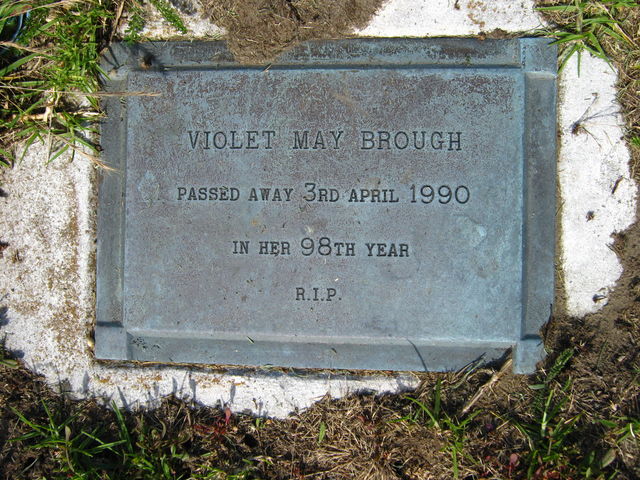 VIOLET MAY BROUGH
PASSED AWAY 3RD APRIL 1990
IN HER 98TH YEAR
R.I.P.